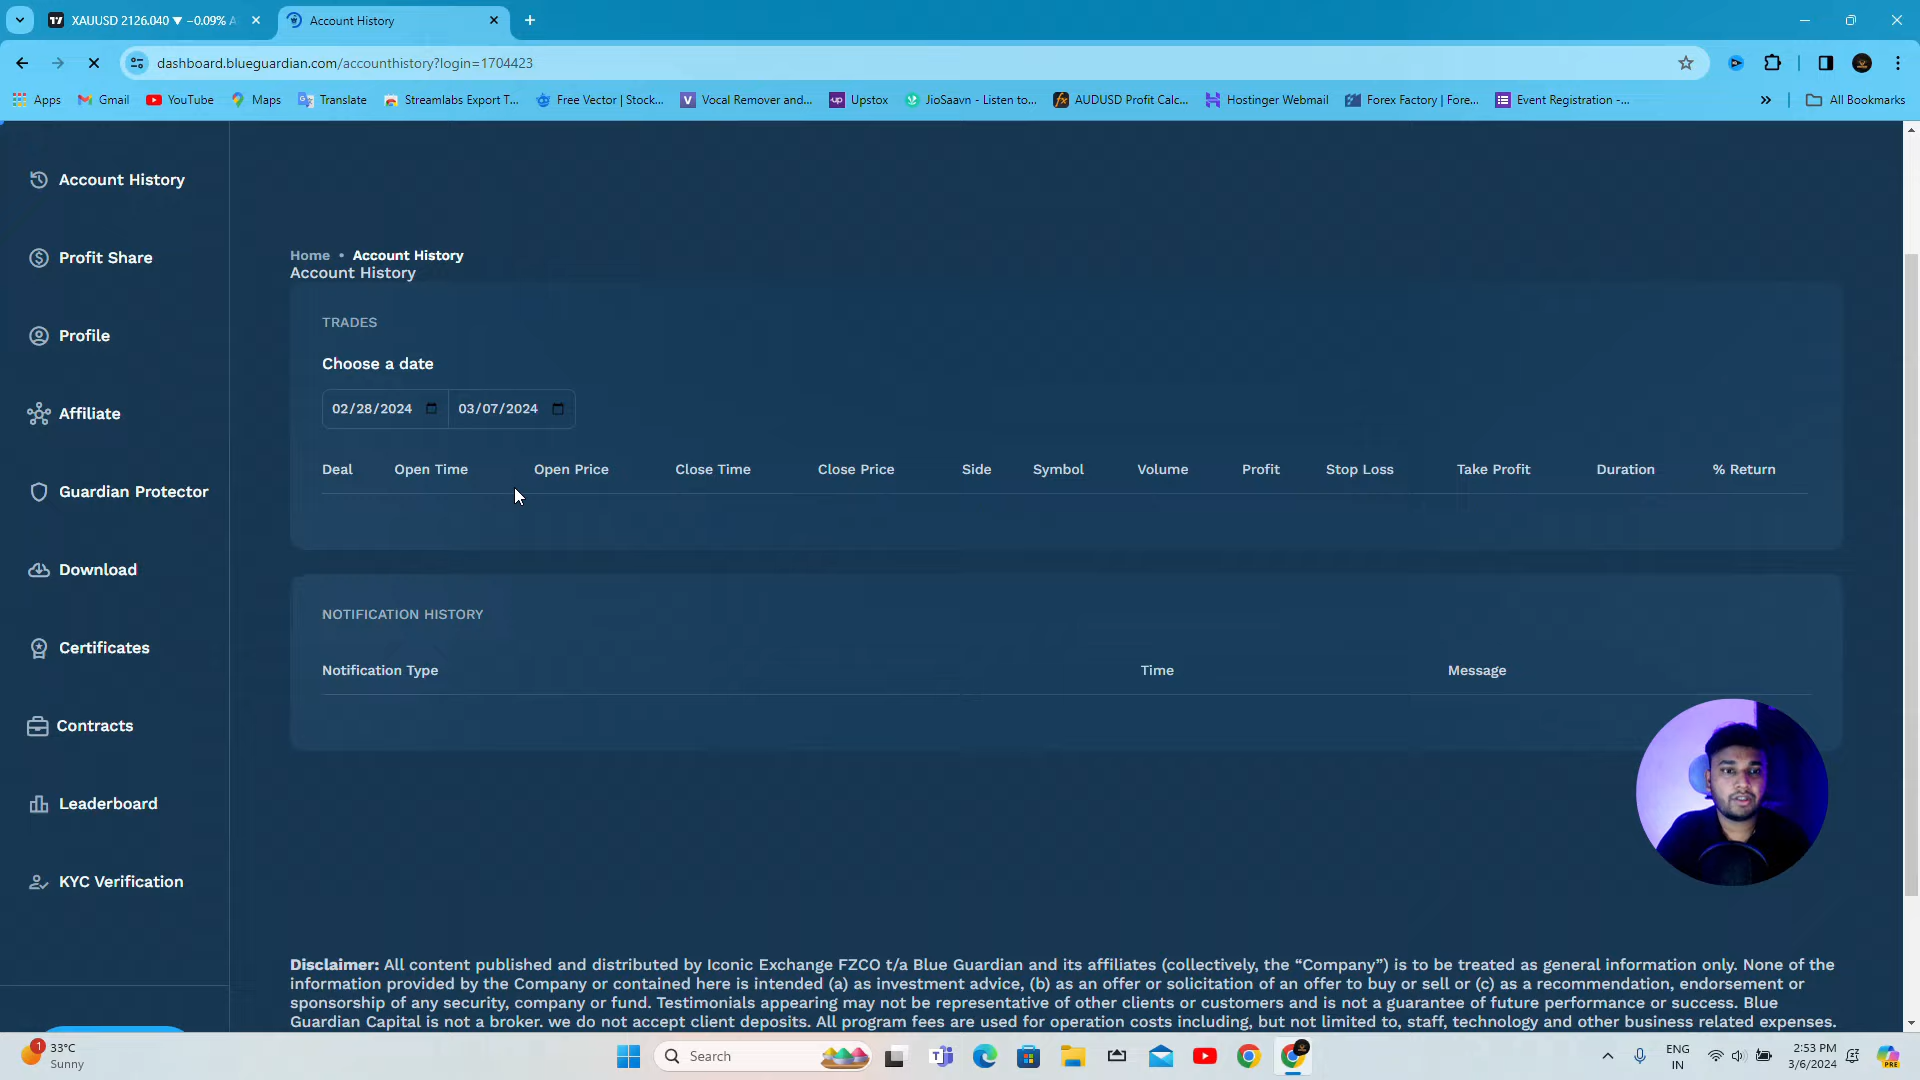 XAUUSD 2126.040 ▼ −0.09%
Account History
dashboard.blueguardian.com/accounthistory?login=1704423
Apps
Gmail
YouTube
Maps
Translate
Streamlabs Export T...
Free Vector | Stock...
Vocal Remover and...
Upstox
JioSaavn - Listen to...
AUDUSD Profit Calc...
Hostinger Webmail
Forex Factory | Fore...
Event Registration -...
All Bookmarks
Account History
Profit Share
Profile
Affiliate
Guardian Protector
Download
Certificates
Contracts
Leaderboard
KYC Verification
Home • Account History
Account History
TRADES
Choose a date
02/28/2024 03/07/2024
Deal Open Time Open Price Close Time Close Price Side Symbol Volume Profit Stop Loss Take Profit Duration % Return
NOTIFICATION HISTORY
Notification Type Time Message
Disclaimer: All content published and distributed by Iconic Exchange FZCO t/a Blue Guardian and its affiliates (collectively, the “Company”) is to be treated as general information only. None of the
information provided by the Company or contained here is intended (a) as investment advice, (b) as an offer or solicitation of an offer to buy or sell or (c) as a recommendation, endorsement or
sponsorship of any security, company or fund. Testimonials appearing may not be representative of other clients or customers and is not a guarantee of future performance or success. Blue
Guardian Capital is not a broker. we do not accept client deposits. All program fees are used for operation costs including, but not limited to, staff, technology and other business related expenses.
1
33°C
Sunny
Search
ENG
IN
2:53 PM
3/6/2024
PRE